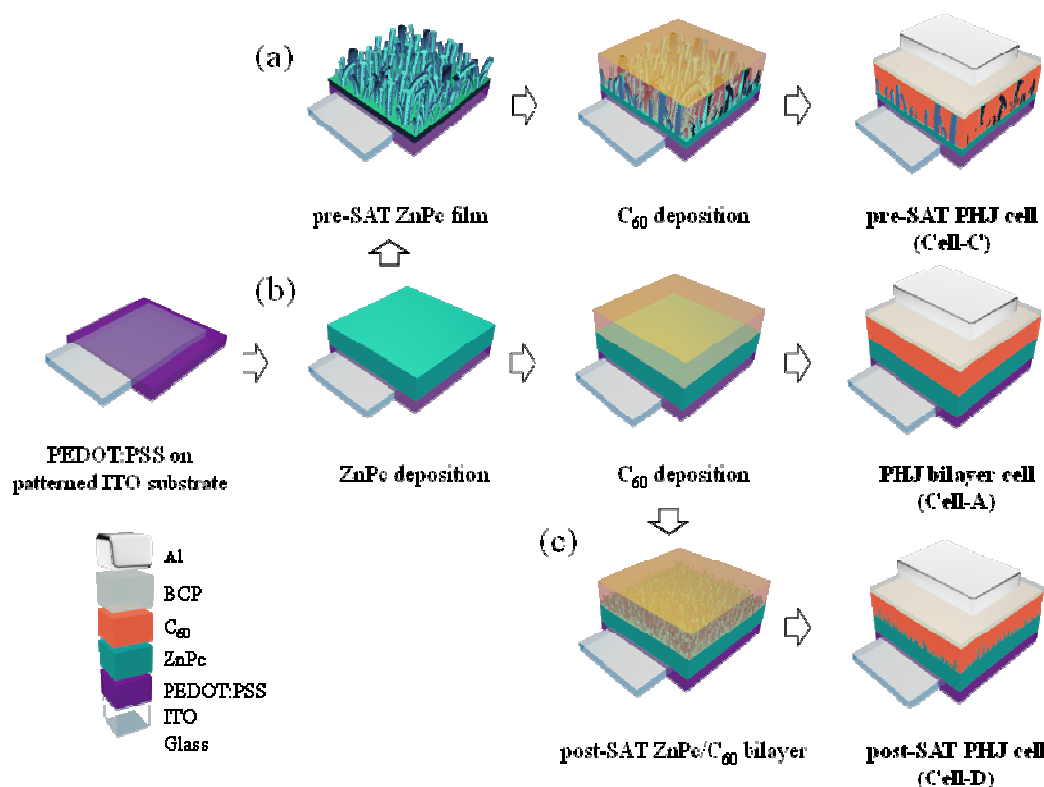 (a)
pre-SAT ZnPc film
C60 deposition
pre-SAT PHJ cell
(Cell-C)
(b)
PEDOT:PSS on
patterned ITO substrate
ZnPc deposition
C60 deposition
PHJ bilayer cell
(Cell-A)
(c)
Al
BCP
C60
ZnPc
PEDOT:PSS
ITO
Glass
post-SAT ZnPc/C60 bilayer
post-SAT PHJ cell
(Cell-D)